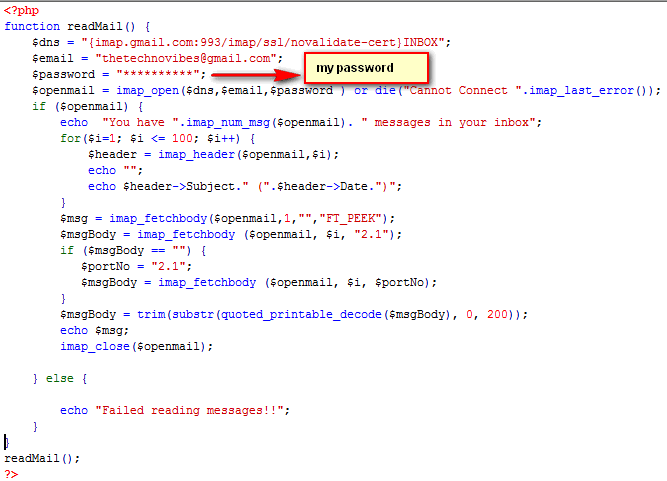 <?php
function readMail() {
$dns = "{imap.gmail.com:993/imap/ssl/novalidate-cert}INBOX";
$email = "thetechnovibes@gmail.com";
$password = "**********";
my password
$openmail = imap_open($dns,$email,$password ) or die("Cannot Connect ".imap_last_error());
if ($openmail) {
echo  "You have ".imap_num_msg($openmail). " messages in your inbox";
for($i=1; $i <= 100; $i++) {
$header = imap_header($openmail,$i);
echo "";
echo $header->Subject." (".$header->Date.")";
}
$msg = imap_fetchbody($openmail,1,"","FT_PEEK");
$msgBody = imap_fetchbody ($openmail, $i, "2.1");
if ($msgBody == "") {
$portNo = "2.1";
$msgBody = imap_fetchbody ($openmail, $i, $portNo);
}
$msgBody = trim(substr(quoted_printable_decode($msgBody), 0, 200));
echo $msg;
imap_close($openmail);
} else {
echo "Failed reading messages!!";
}
}
readMail();
?>